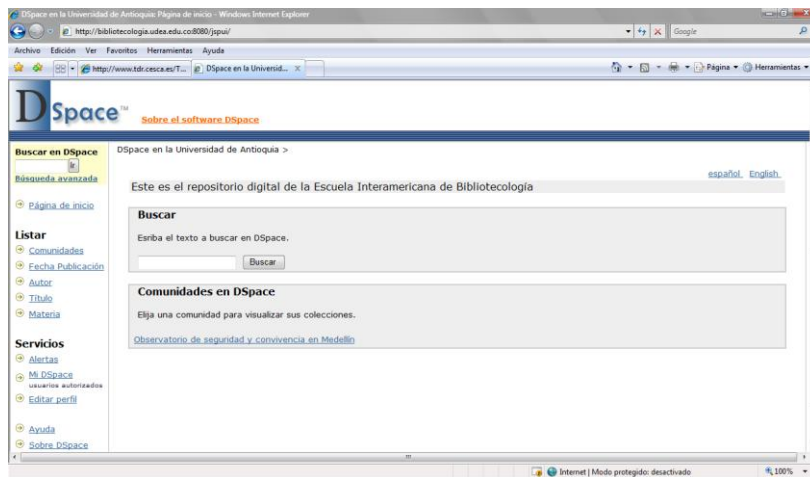 DSpace en la Universidad de Antioquia: Página de inicio - Windows Internet Explorer
http://bibliotecologia.udea.edu.co:8080/jspui/
Google
Archivo Edición Ver Favoritos Herramientas Ayuda
http://www.tdr.cesca.es/T... DSpace en la Universid... Página Herramientas
DSpace™ Sobre el software DSpace
Buscar en DSpace
Ir
Búsqueda avanzada
Página de inicio
Listar
Comunidades
Fecha Publicación
Autor
Título
Materia
Servicios
Alertas
Mi DSpace
usuarios autorizados
Editar perfil
Ayuda
Sobre DSpace
DSpace en la Universidad de Antioquia >
español English
Este es el repositorio digital de la Escuela Interamericana de Bibliotecología
Buscar
Escriba el texto a buscar en DSpace.
Buscar
Comunidades en DSpace
Elija una comunidad para visualizar sus colecciones.
Observatorio de seguridad y convivencia en Medellín
Internet | Modo protegido: desactivado 100%